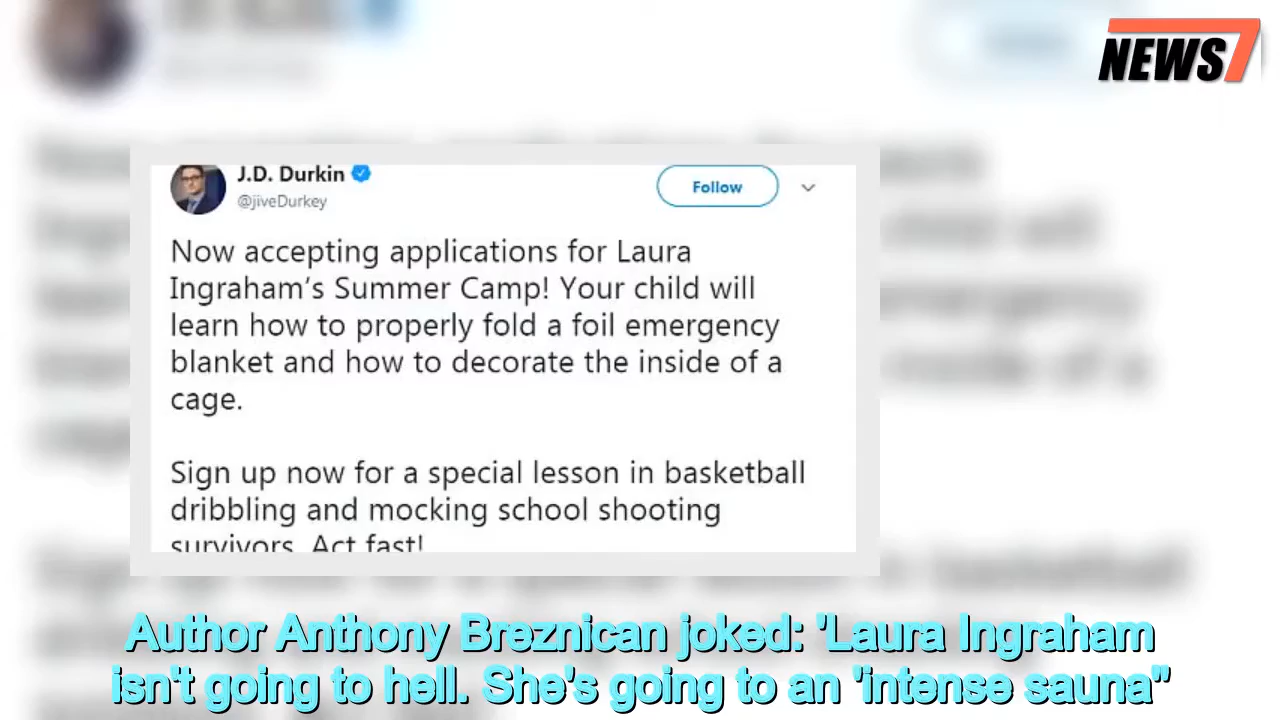 NEWS7
J.D. Durkin
@jiveDurkey
Follow
Now accepting applications for Laura
Ingraham's Summer Camp! Your child will
learn how to properly fold a foil emergency
blanket and how to decorate the inside of a
cage.
Sign up now for a special lesson in basketball
dribbling and mocking school shooting
survivors. Act fast!
Author Anthony Breznican joked: 'Laura Ingraham
isn't going to hell. She's going to an 'intense sauna"